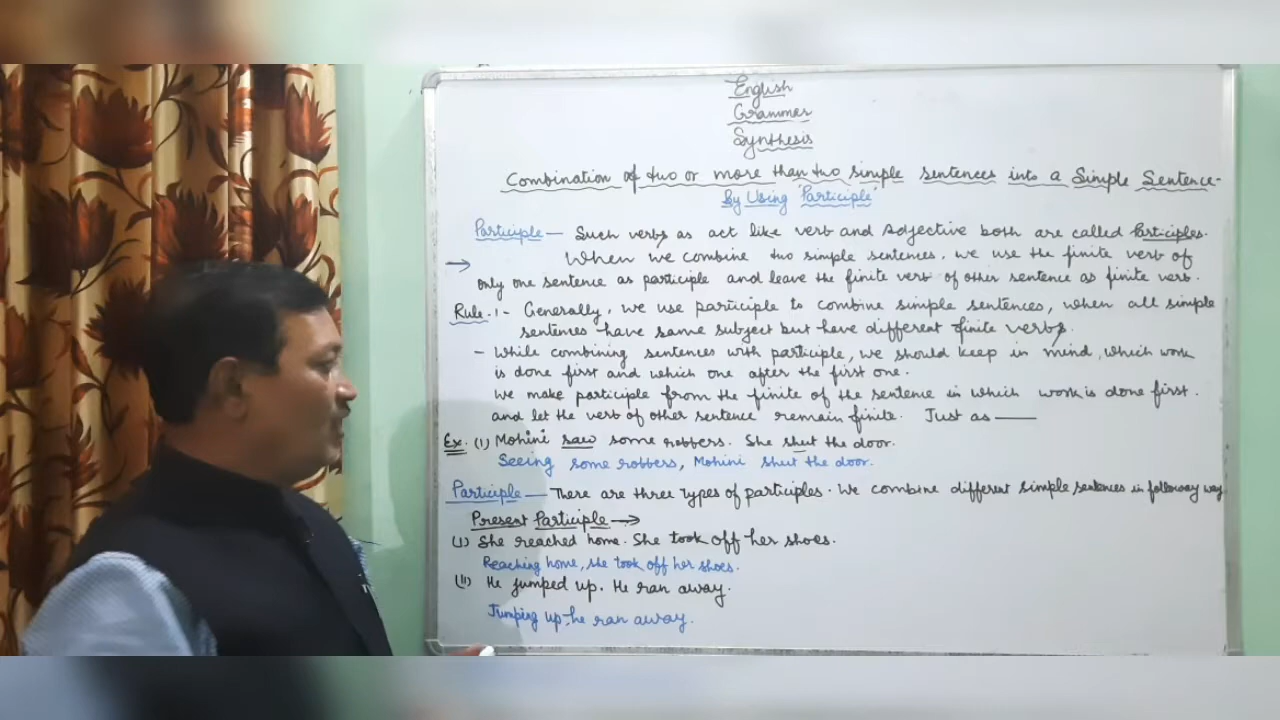 English
Grammer
Synthesis
Combination of two or more than two simple sentences into a Simple Sentence-
By Using 'Participle'
Participle — Such verbs as act like verb and Adjective both are called Participles.
→ When we combine two simple sentences, we use the finite verb of
only one sentence as participle and leave the finite verb of other sentence as finite verb.
Rule:1- Generally, we use participle to combine simple sentences, when all simple
sentences have same subject but have different finite verbs.
- While combining sentences with participle, we should keep in mind, which work
is done first and which one after the first one.
We make participle from the finite of the sentence in which work is done first.
and let the verb of other sentence remain finite. Just as —
Ex. (1) Mohini saw some robbers. She shut the door.
Seeing some robbers, Mohini shut the door.
Participle — There are three types of participles. We combine different simple sentences in following way
Present Participle →
(1) She reached home. She took off her shoes.
Reaching home, she took off her shoes.
(11) He jumped up. He ran away.
Jumping up, he ran away.